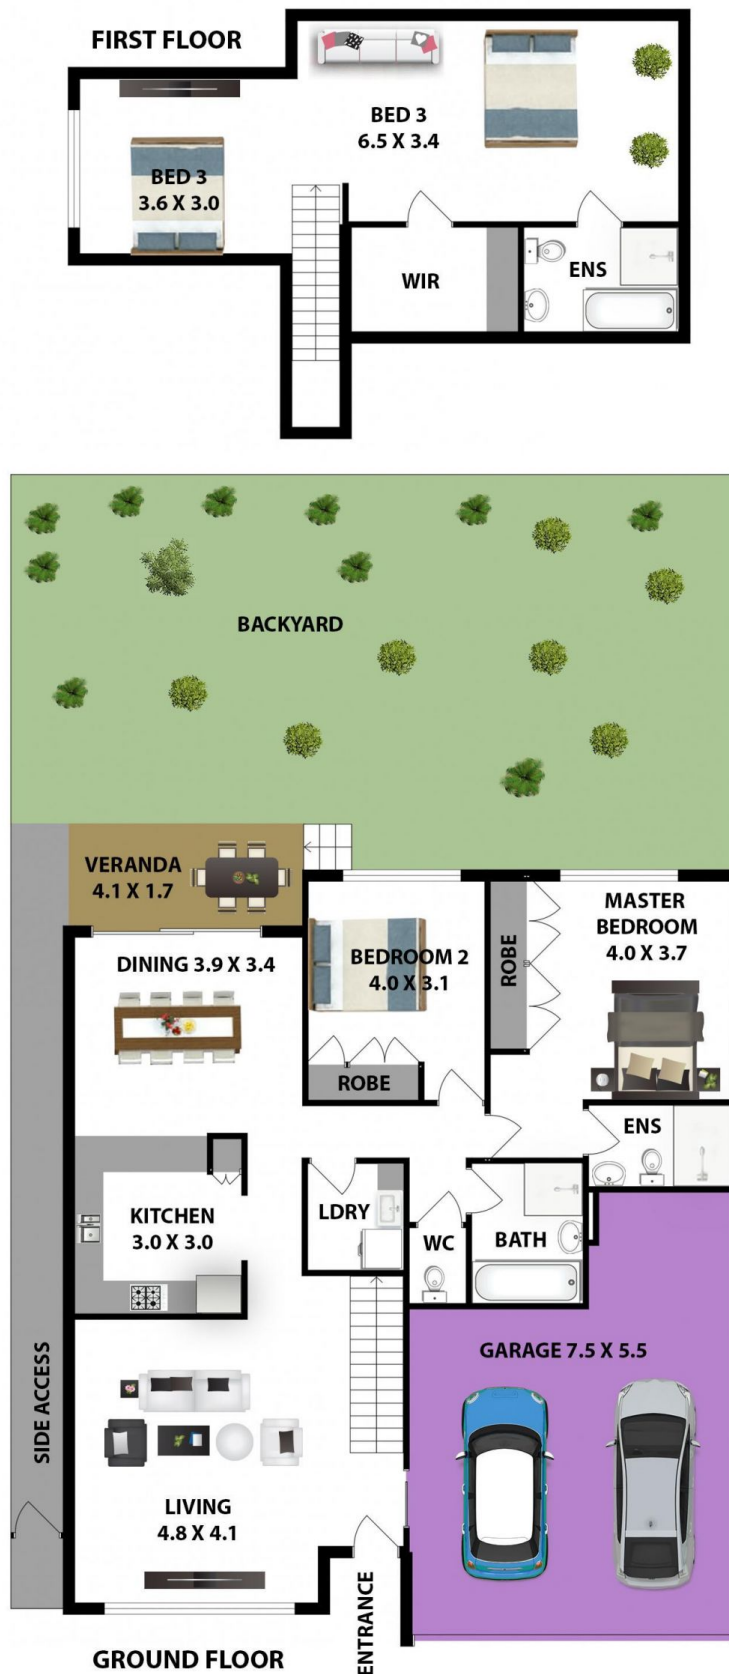 FIRST FLOOR
BED 3
6.5 X 3.4
BED 3
3.6 X 3.0
WIR
ENS
BACKYARD
VERANDA
4.1 X 1.7
MASTER
BEDROOM
4.0 X 3.7
DINING 3.9 X 3.4
BEDROOM 2
4.0 X 3.1
ROBE
ROBE
ENS
KITCHEN
3.0 X 3.0
LDRY
WC
BATH
SIDE ACCESS
GARAGE 7.5 X 5.5
LIVING
4.8 X 4.1
ENTRANCE
GROUND FLOOR